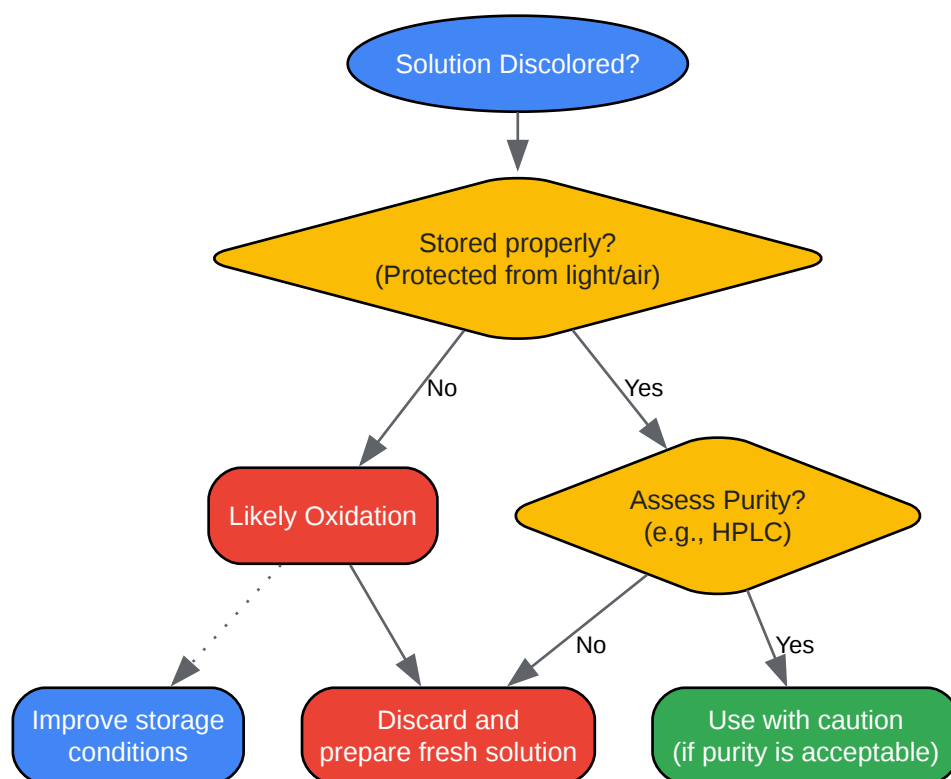 Solution Discolored?
Stored properly?
(Protected from light/air)
No
Yes
Likely Oxidation
Assess Purity?
(e.g., HPLC)
No
Yes
Improve storage
conditions
Discard and
prepare fresh solution
Use with caution
(if purity is acceptable)